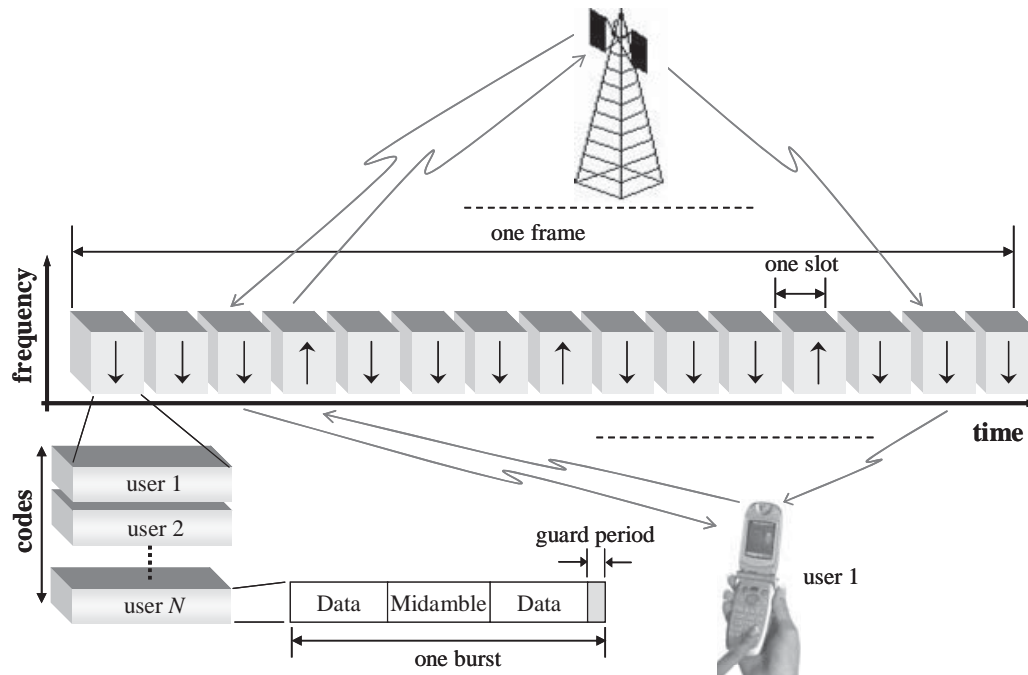 one frame
one slot
frequency
time
codes
user 1
user 2
user N
guard period
Data Midamble Data
one burst
user 1